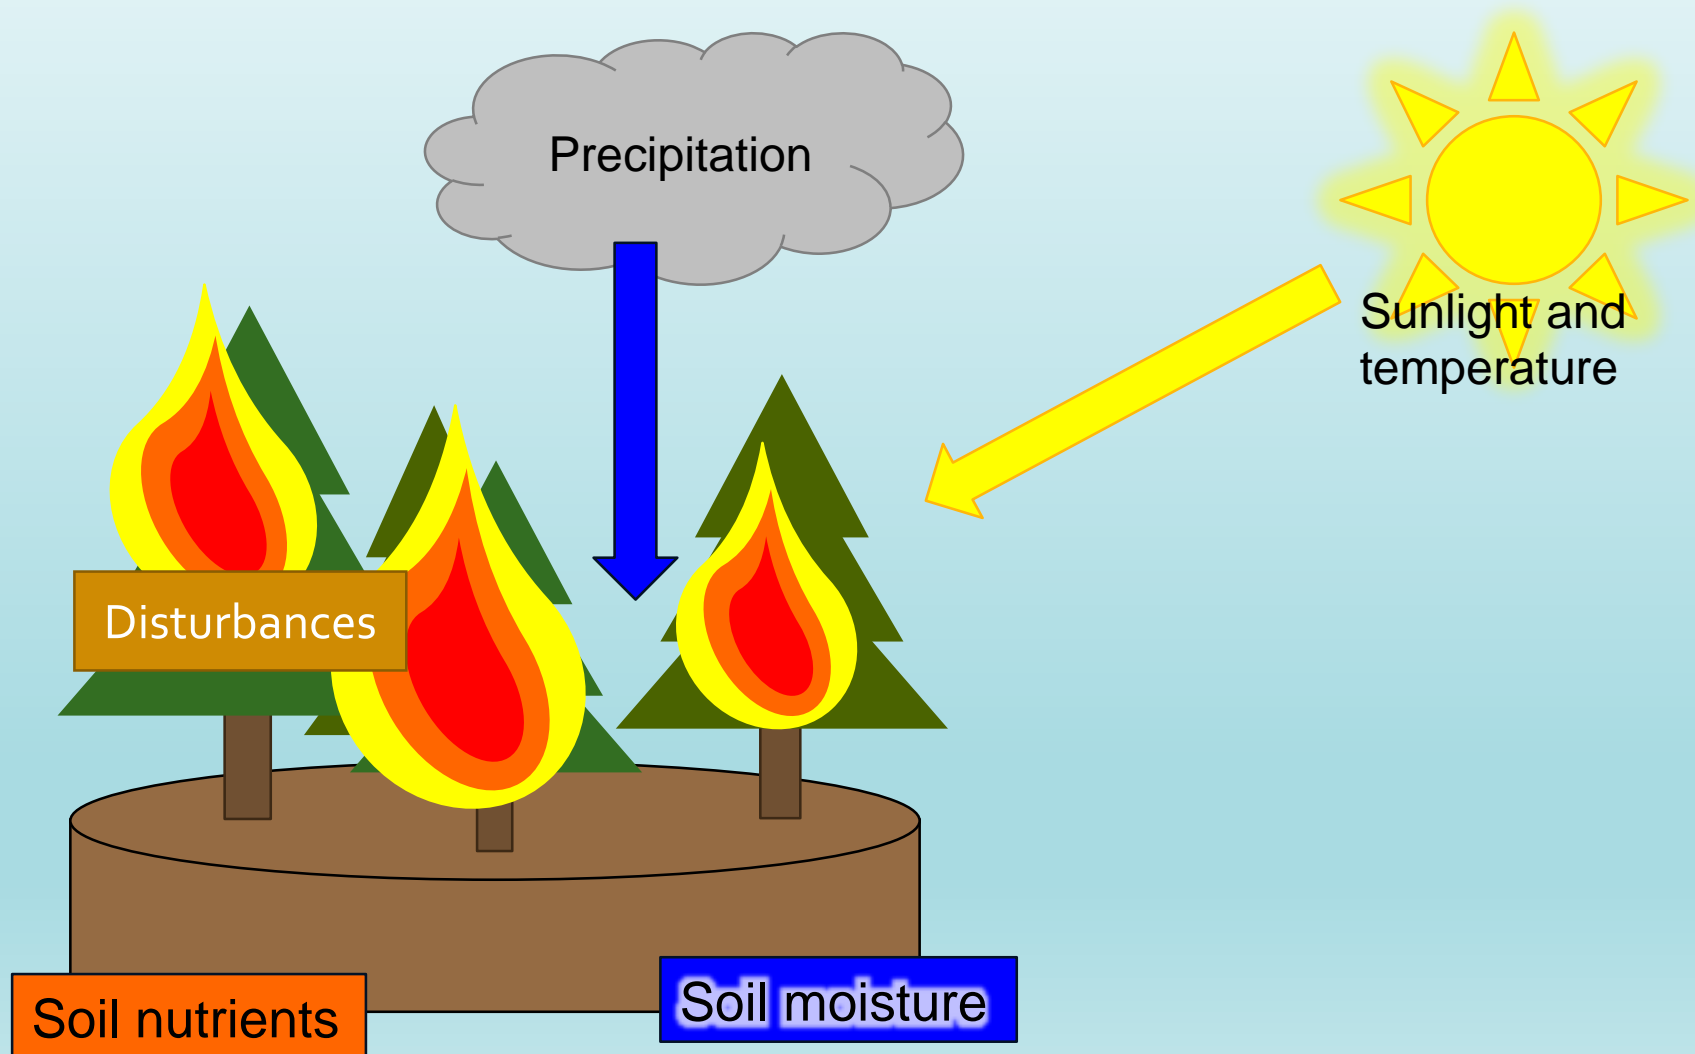 Precipitation
Sunlight and
temperature
Disturbances
Soil nutrients
Soil moisture